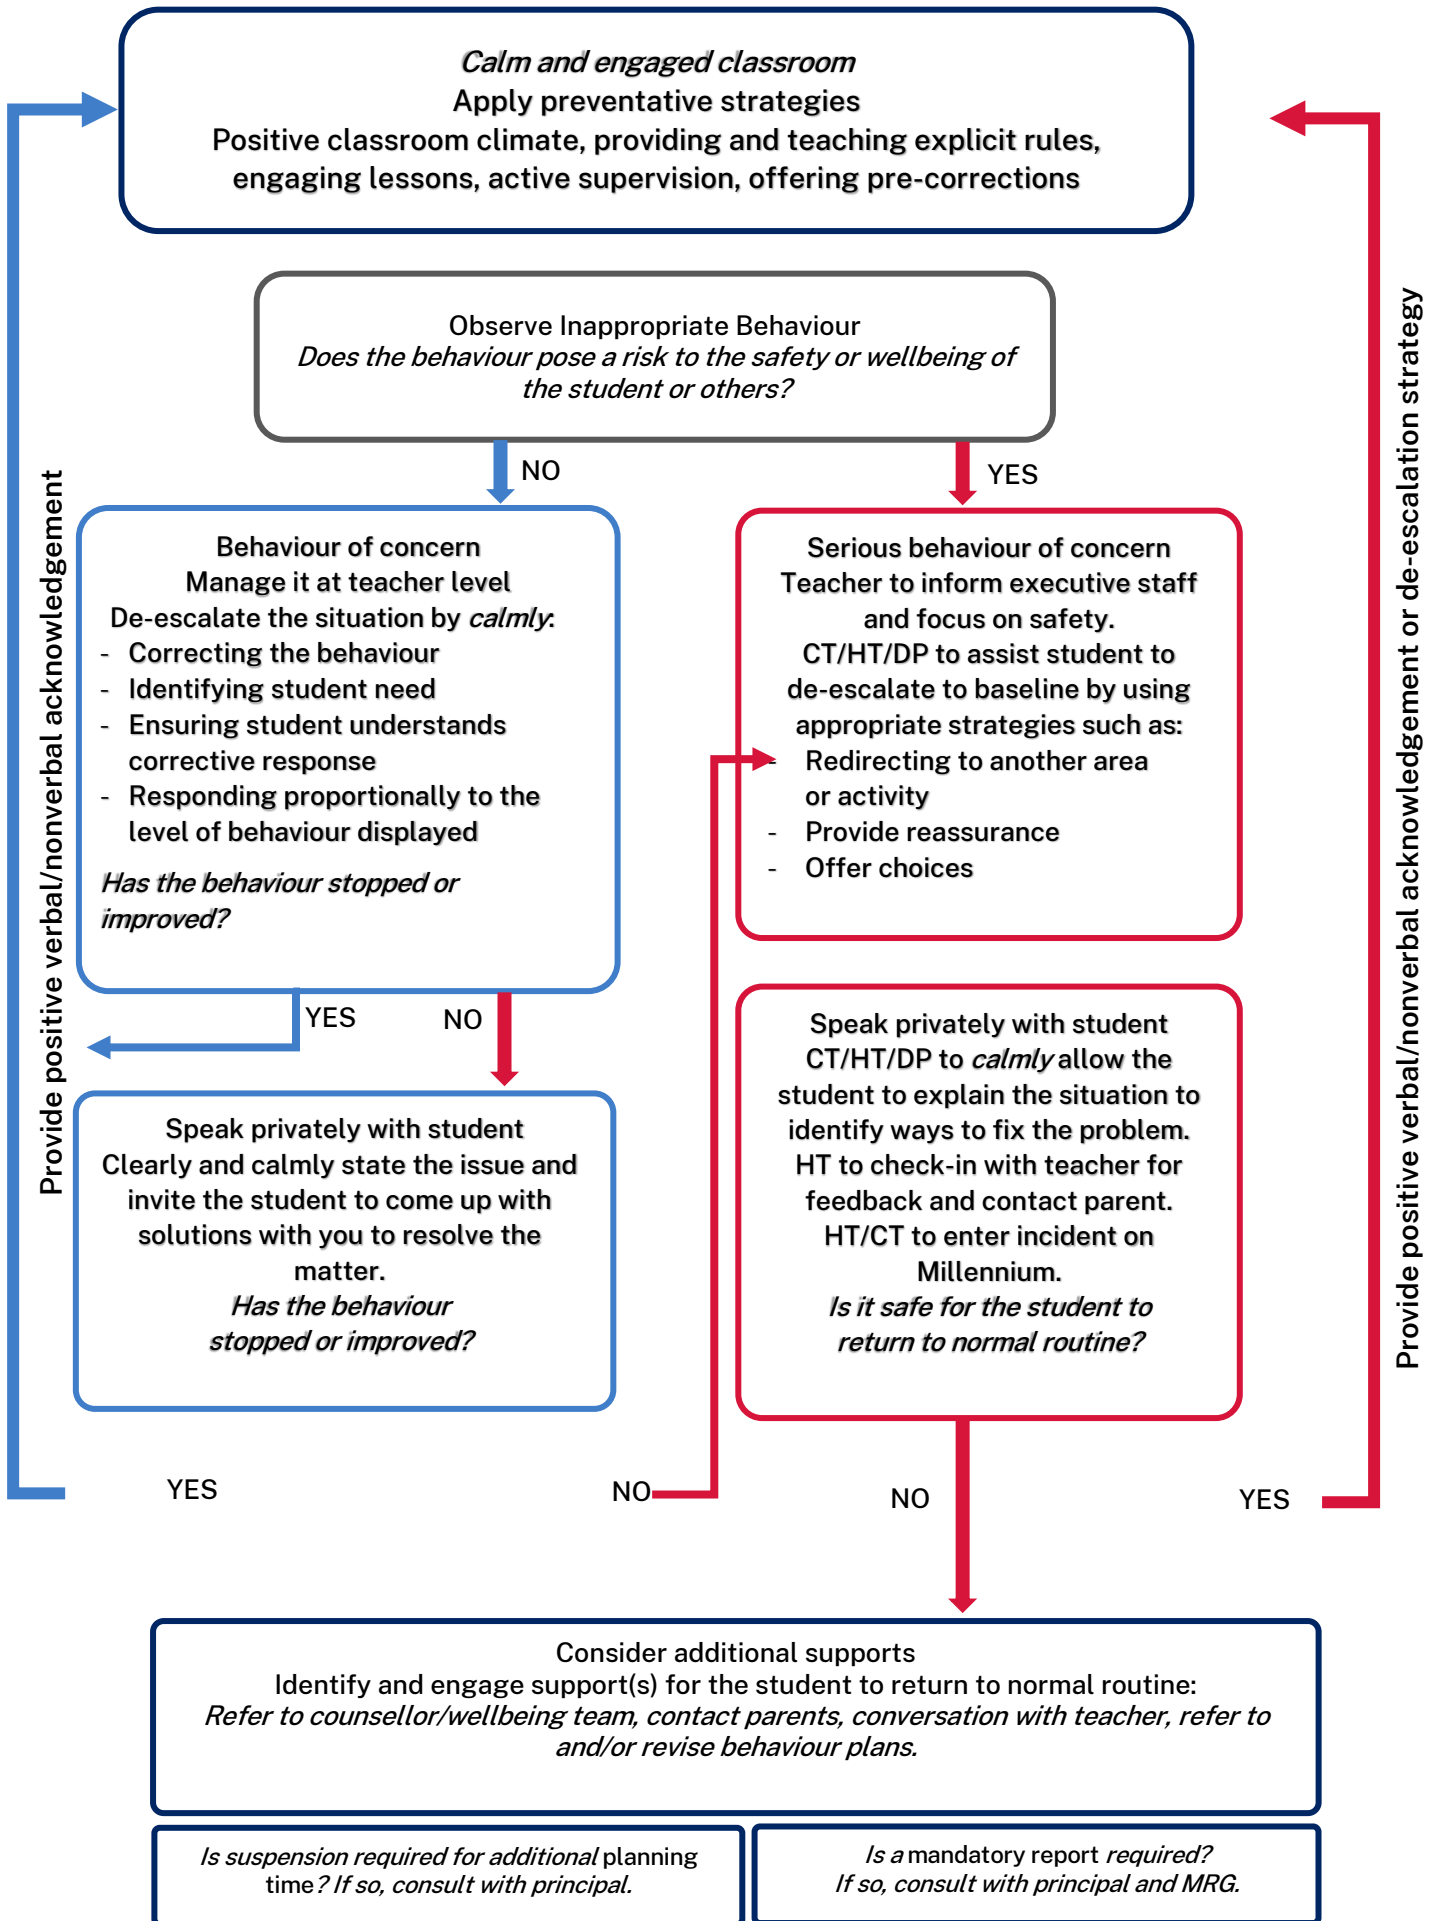 Calm and engaged classroom
Apply preventative strategies
Positive classroom climate, providing and teaching explicit rules,
engaging lessons, active supervision, offering pre-corrections
Observe Inappropriate Behaviour
Does the behaviour pose a risk to the safety or wellbeing of
the student or others?
NO
YES
Behaviour of concern
Manage it at teacher level
De-escalate the situation by calmly:
- Correcting the behaviour
- Identifying student need
- Ensuring student understands
corrective response
- Responding proportionally to the
level of behaviour displayed
Has the behaviour stopped or
improved?
Serious behaviour of concern
Teacher to inform executive staff
and focus on safety.
CT/HT/DP to assist student to
de-escalate to baseline by using
appropriate strategies such as:
- Redirecting to another area
or activity
- Provide reassurance
- Offer choices
YES
NO
Speak privately with student
Clearly and calmly state the issue and
invite the student to come up with
solutions with you to resolve the
matter.
Has the behaviour
stopped or improved?
Speak privately with student
CT/HT/DP to calmly allow the
student to explain the situation to
identify ways to fix the problem.
HT to check-in with teacher for
feedback and contact parent.
HT/CT to enter incident on
Millennium.
Is it safe for the student to
return to normal routine?
YES
NO
NO
YES
Provide positive verbal/nonverbal acknowledgement
Provide positive verbal/nonverbal acknowledgement or de-escalation strategy
Consider additional supports
Identify and engage support(s) for the student to return to normal routine:
Refer to counsellor/wellbeing team, contact parents, conversation with teacher, refer to
and/or revise behaviour plans.
Is suspension required for additional planning
time? If so, consult with principal.
Is a mandatory report required?
If so, consult with principal and MRG.